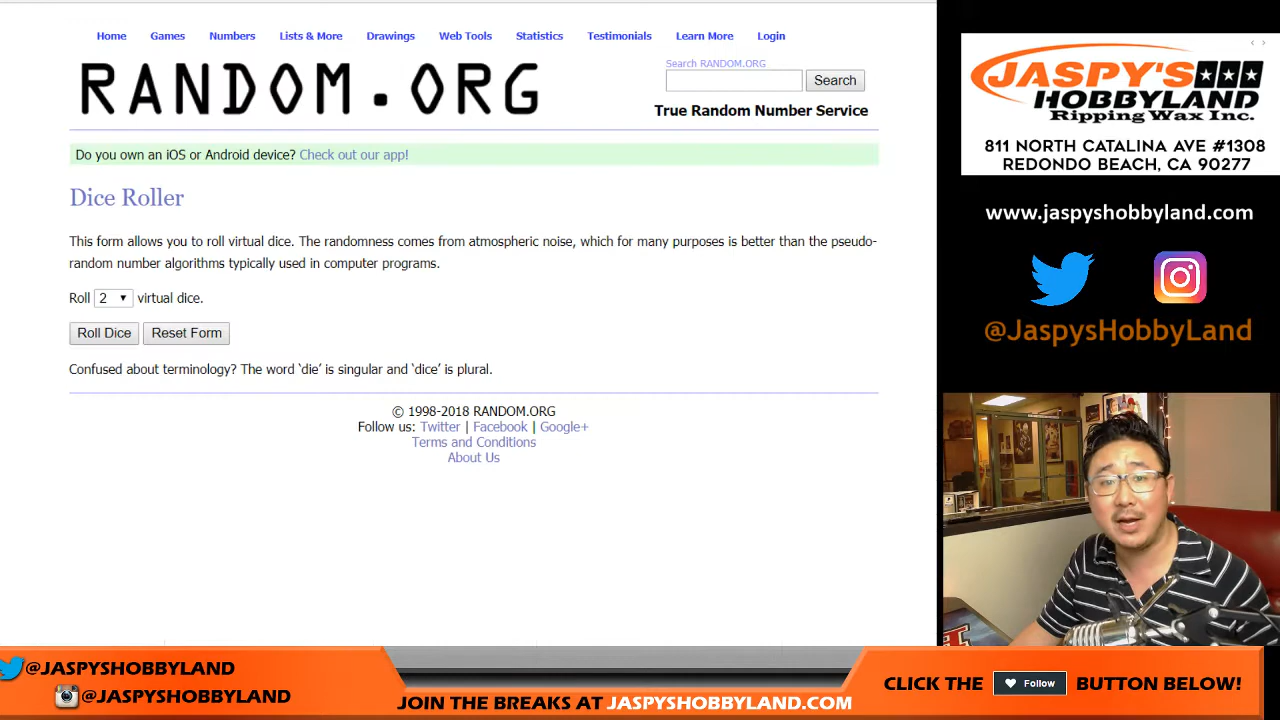 Home Games Numbers Lists & More Drawings Web Tools Statistics Testimonials Learn More Login
RANDOM.ORG
Search RANDOM.ORG
Search
True Random Number Service
Do you own an iOS or Android device? Check out our app!
Dice Roller
This form allows you to roll virtual dice. The randomness comes from atmospheric noise, which for many purposes is better than the pseudo-
random number algorithms typically used in computer programs.
Roll 2 virtual dice.
Roll Dice Reset Form
Confused about terminology? The word ‘die’ is singular and ‘dice’ is plural.
© 1998-2018 RANDOM.ORG
Follow us: Twitter | Facebook | Google+
Terms and Conditions
About Us
JASPY'S
HOBBYLAND
Ripping Wax Inc.
811 NORTH CATALINA AVE #1308
REDONDO BEACH, CA 90277
www.jaspyshobbyland.com
@JaspysHobbyLand
@JASPYSHOBBYLAND
@JASPYSHOBBYLAND
JOIN THE BREAKS AT JASPYSHOBBYLAND.COM
CLICK THE Follow BUTTON BELOW!